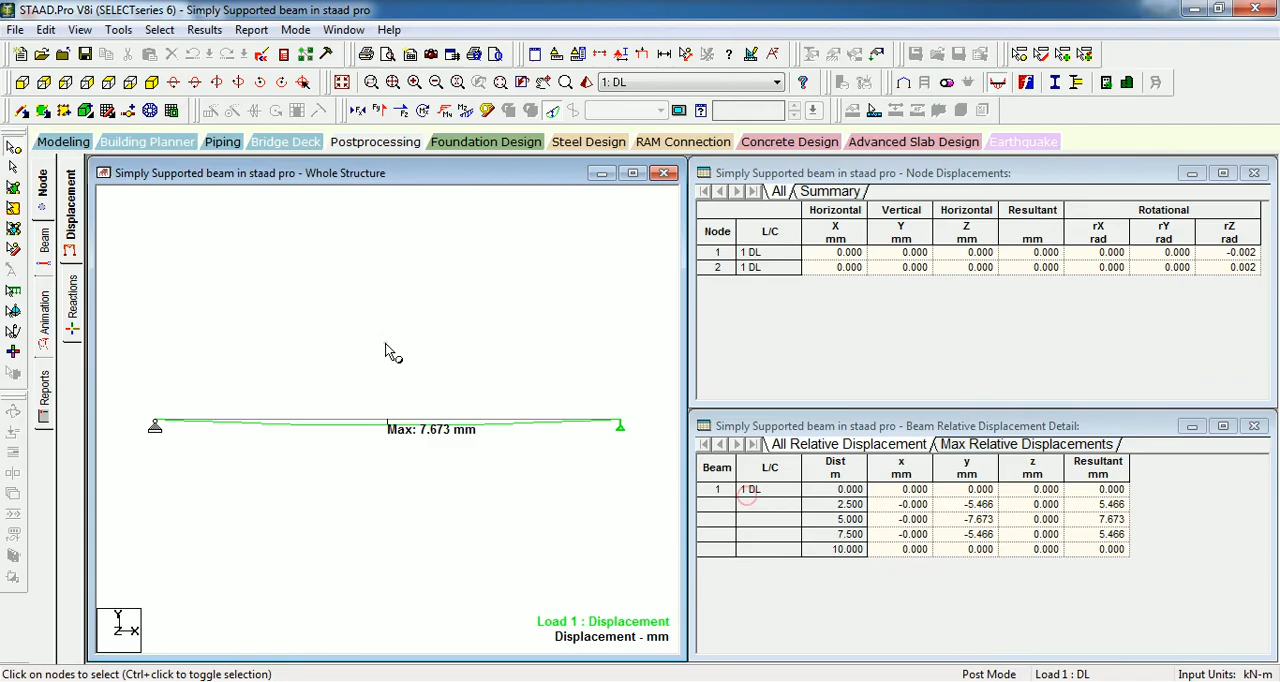 STAAD.Pro V8i (SELECTseries 6) - Simply Supported beam in staad pro
File Edit View Tools Select Results Report Mode Window Help
1: DL
Modeling Building Planner Piping Bridge Deck Postprocessing Foundation Design Steel Design RAM Connection Concrete Design Advanced Slab Design Earthquake
Node
Beam
Animation
Reports
Displacement
Reactions
Simply Supported beam in staad pro - Whole Structure
Max: 7.673 mm
Y
Z X
Load 1 : Displacement
Displacement - mm
Simply Supported beam in staad pro - Node Displacements:
All Summary
Horizontal Vertical Horizontal Resultant Rotational
Node L/C X mm Y mm Z mm mm rX rad rY rad rZ rad
1 1 DL 0.000 0.000 0.000 0.000 0.000 0.000 -0.002
2 1 DL 0.000 0.000 0.000 0.000 0.000 0.000 0.002
Simply Supported beam in staad pro - Beam Relative Displacement Detail:
All Relative Displacement Max Relative Displacements
Beam L/C Dist m x mm y mm z mm Resultant mm
1 1 DL 0.000 0.000 0.000 0.000 0.000
2.500 -0.000 -5.466 0.000 5.466
5.000 -0.000 -7.673 0.000 7.673
7.500 -0.000 -5.466 0.000 5.466
10.000 0.000 0.000 0.000 0.000
Click on nodes to select (Ctrl+click to toggle selection) Post Mode Load 1 : DL Input Units: kN-m